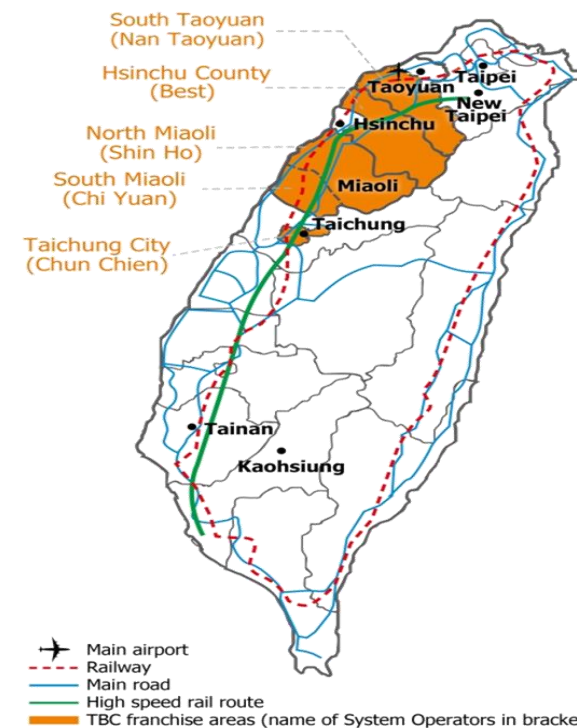 South Taoyuan
(Nan Taoyuan)
Hsinchu County
(Best)
North Miaoli
(Shin Ho)
South Miaoli
(Chi Yuan)
Taichung City
(Chun Chien)
Taipei
Taoyuan
New
Taipei
Hsinchu
Miaoli
Taichung
Tainan
Kaohsiung
Main airport
Railway
Main road
High speed rail route
TBC franchise areas (name of System Operators in bracke